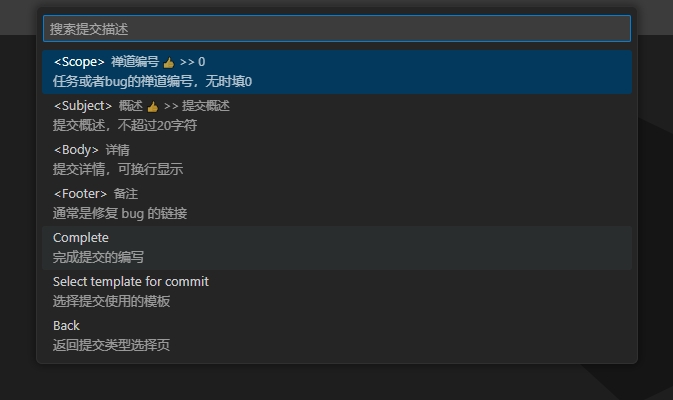 搜索提交描述
<Scope> 禅道编号 👍 >> 0
任务或者bug的禅道编号，无时填0
<Subject> 概述 👍 >> 提交概述
提交概述，不超过20字符
<Body> 详情
提交详情，可换行显示
<Footer> 备注
通常是修复 bug 的链接
Complete
完成提交的编写
Select template for commit
选择提交使用的模板
Back
返回提交类型选择页